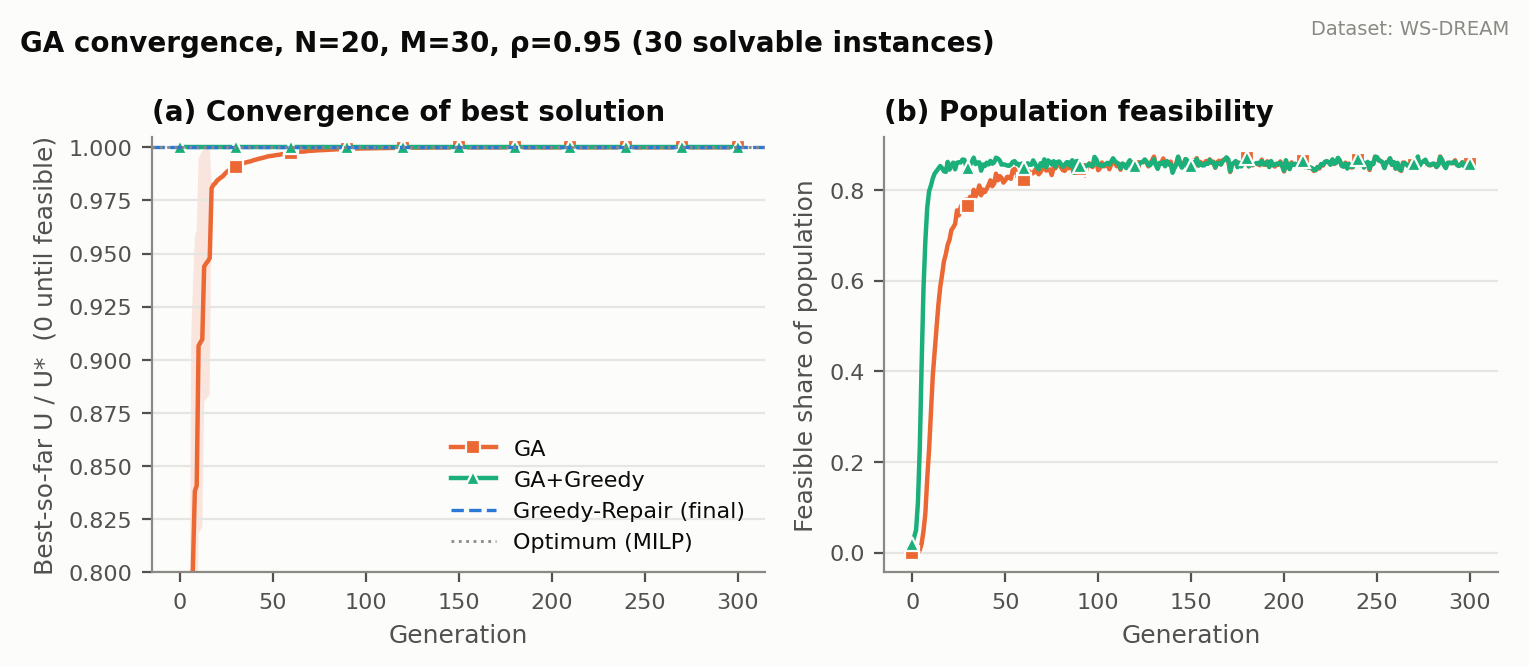 GA convergence, N=20, M=30, ρ=0.95 (30 solvable instances)
Dataset: WS-DREAM
(a) Convergence of best solution
Best-so-far U / U* (0 until feasible)
1.000
0.975
0.950
0.925
0.900
0.875
0.850
0.825
0.800
GA
GA+Greedy
Greedy-Repair (final)
Optimum (MILP)
0 50 100 150 200 250 300
Generation
(b) Population feasibility
Feasible share of population
0.8
0.6
0.4
0.2
0.0
0 50 100 150 200 250 300
Generation